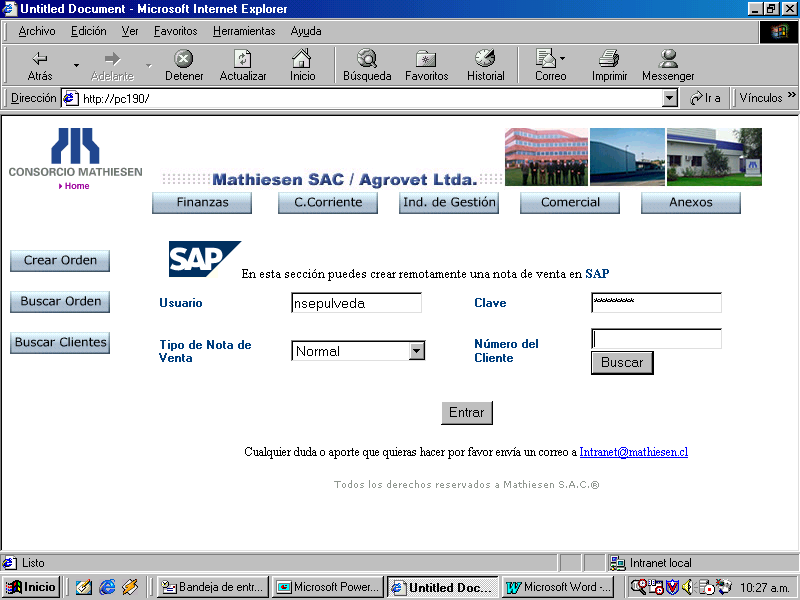 Untitled Document - Microsoft Internet Explorer
Archivo Edición Ver Favoritos Herramientas Ayuda
Atrás Adelante Detener Actualizar Inicio Búsqueda Favoritos Historial Correo Imprimir Messenger
Dirección http://pc190/ Ir a Vínculos »
CONSORCIO MATHIESEN
Home
Mathiesen SAC / Agrovet Ltda.
Finanzas C.Corriente Ind. de Gestión Comercial Anexos
Crear Orden
Buscar Orden
Buscar Clientes
SAP
En esta sección puedes crear remotamente una nota de venta en SAP
Usuario nsepulveda Clave *********
Tipo de Nota de Venta Normal Número del Cliente
Buscar
Entrar
Cualquier duda o aporte que quieras hacer por favor envía un correo a Intranet@mathiesen.cl
Todos los derechos reservados a Mathiesen S.A.C.®
Listo Intranet local
Inicio Bandeja de entr... Microsoft Power... Untitled Doc... Microsoft Word -... 10:27 a.m.